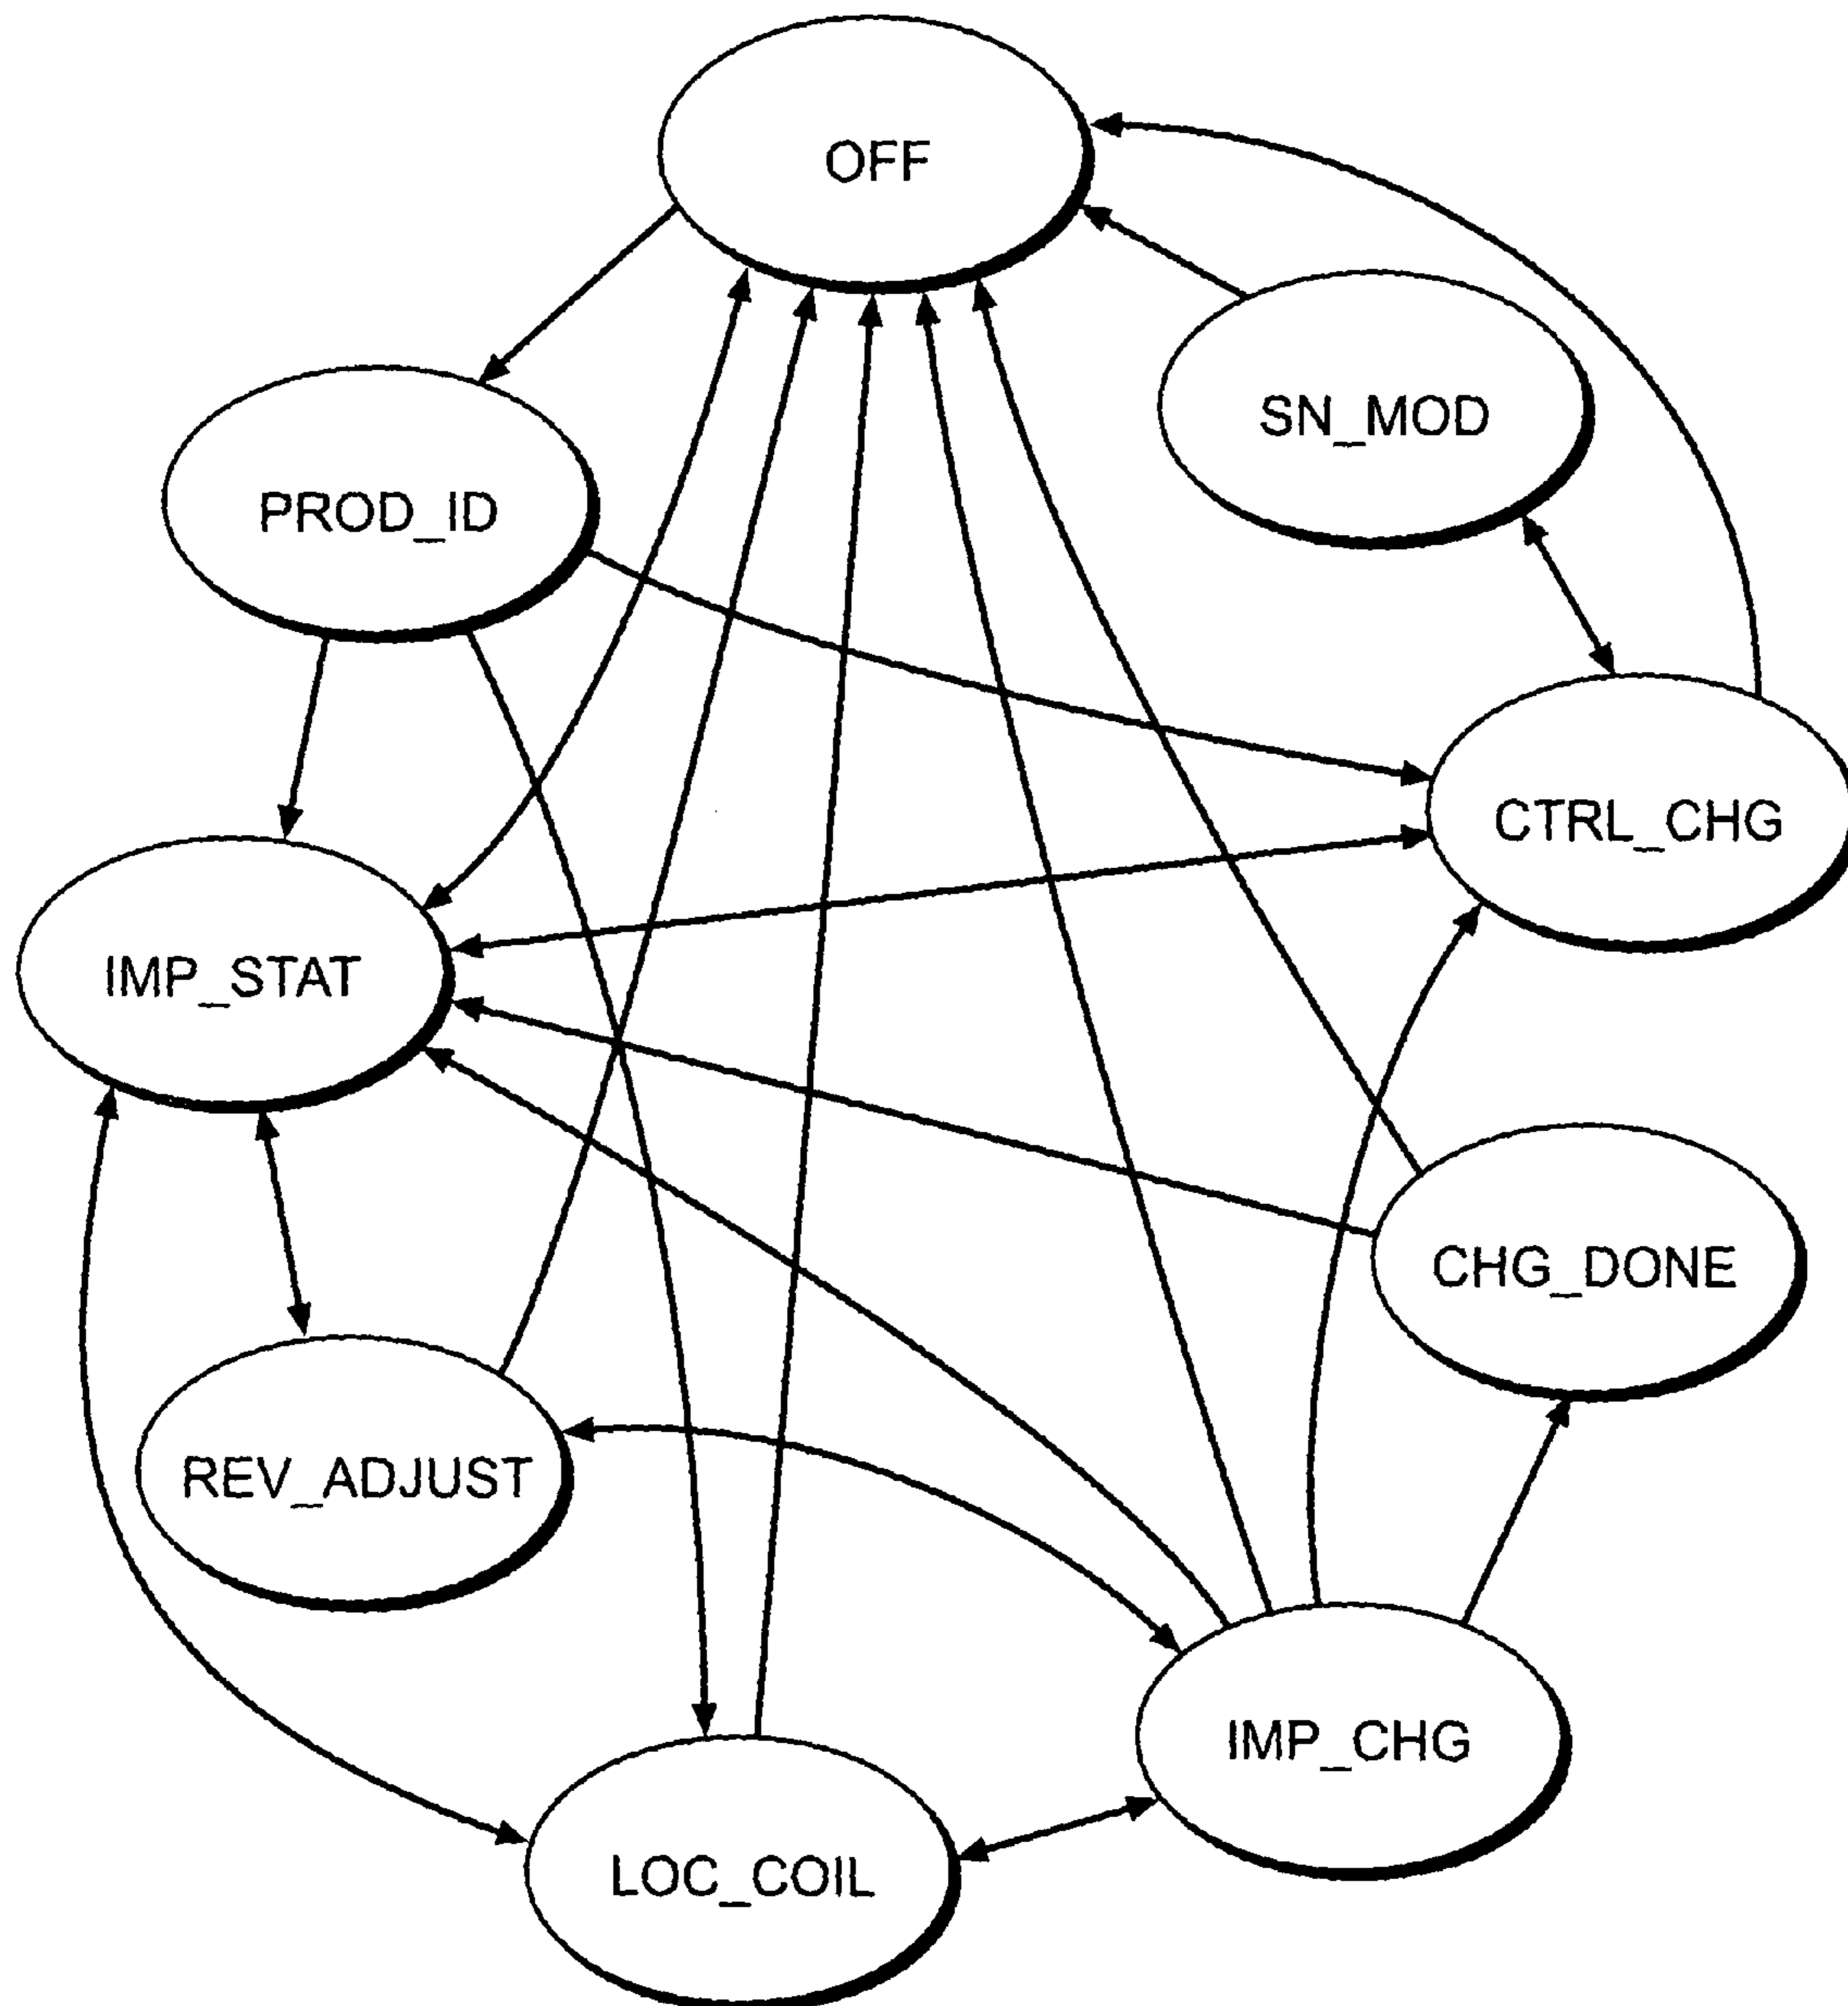 OFF
SN_MOD
PROD_ID
CTRL_CHG
IMP_STAT
CHG_DONE
REV_ADJUST
IMP_CHG
LOC_COIL